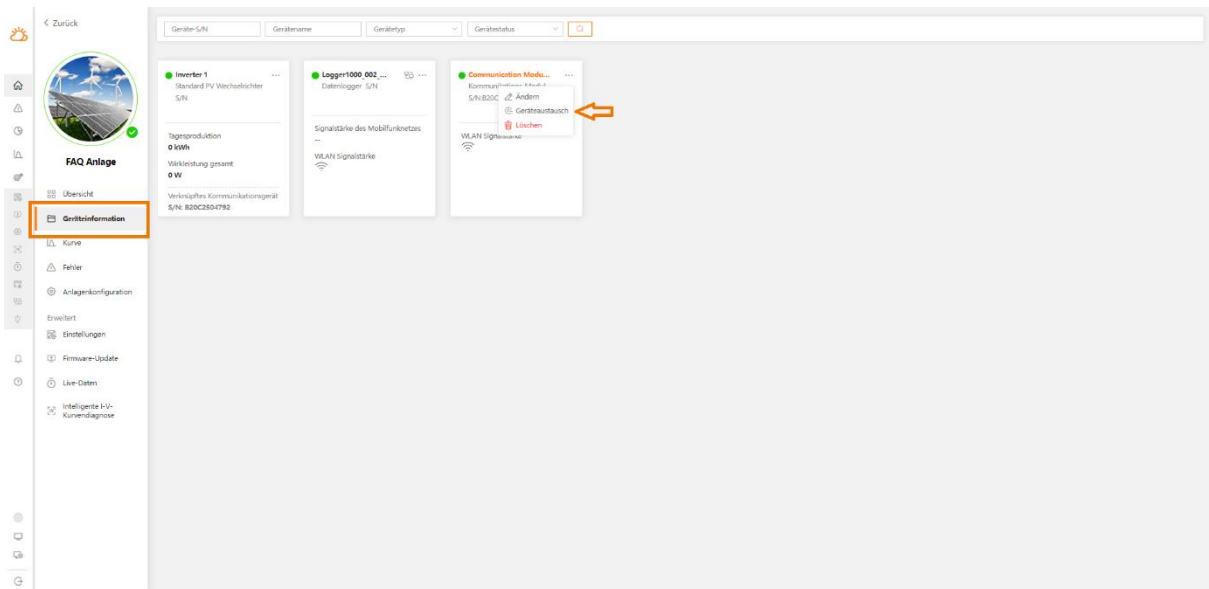 Zurück
FAQ Anlage
Übersicht
Geräteinformation
Kurve
Fehler
Anlagenkonfiguration
Erweitert
Einstellungen
Firmware-Update
Live-Daten
Intelligente I-V-
Kurvendiagnose
Geräte-S/N
Gerätename
Gerätetyp
Gerätestatus
Inverter 1
...
Standard PV Wechselrichter
S/N
Tagesproduktion
0 kWh
Wirkleistung gesamt
0 W
Verknüpftes Kommunikationsgerät
S/N: B20C2504792
Logger1000_002_...
...
Datenlogger S/N
Signalstärke des Mobilfunknetzes
--
WLAN Signalstärke
Communication Modu...
...
S/N:B20C
Ändern
Geräteaustausch
Löschen
WLAN Signalstärke